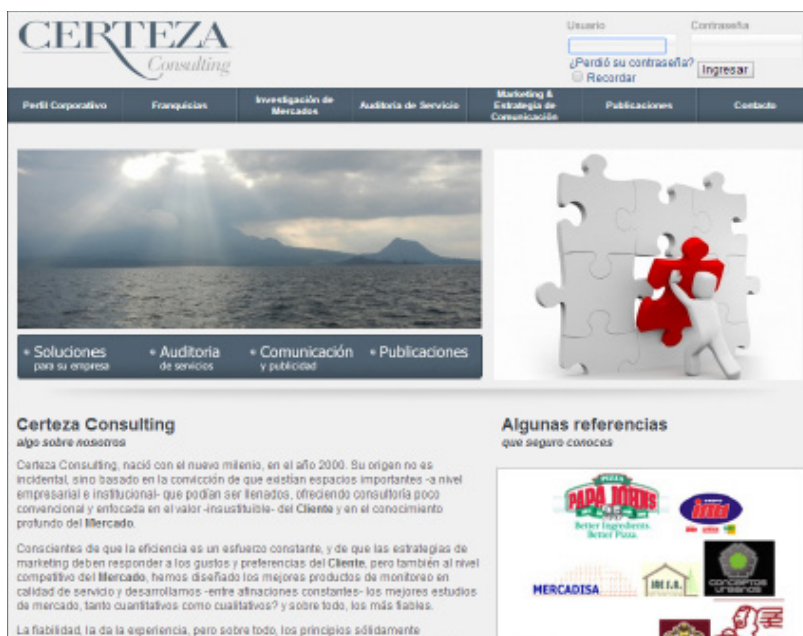 CERTEZA
Consulting
Usuario
Contraseña
¿Perdió su contraseña?
Recordar
Ingresar
Perfil Corporativo
Franquicias
Investigación de
Mercados
Auditoria de Servicio
Marketing &
Estrategia de
Comunicación
Publicaciones
Contacto
• Soluciones
para su empresa
• Auditoria
de servicios
• Comunicación
y publicidad
• Publicaciones
Certeza Consulting
algo sobre nosotros
Certeza Consulting, nació con el nuevo milenio, en el año 2000. Su origen no es
incidental, sino basado en la convicción de que existían espacios importantes -a nivel
empresarial e institucional- que podían ser llenados, ofreciendo consultoría poco
convencional y enfocada en el valor -insustituible- del Cliente y en el conocimiento
profundo del Mercado.
Conscientes de que la eficiencia es un esfuerzo constante, y de que las estrategias de
marketing deben responder a los gustos y preferencias del Cliente, pero también al nivel
competitivo del Mercado, hemos diseñado los mejores productos de monitoreo en
calidad de servicio y desarrollamos -entre afinaciones constantes- los mejores estudios
de mercado, tanto cuantitativos como cualitativos? y sobre todo, los más fiables.
La fiabilidad, la da la experiencia, pero sobre todo, los principios sólidamente
Algunas referencias
que seguro conoces
PIZZA
PAPA JOHNS
Better Ingredients.
Better Pizza.
MERCADISA
CONCEPTOS
URBANOS